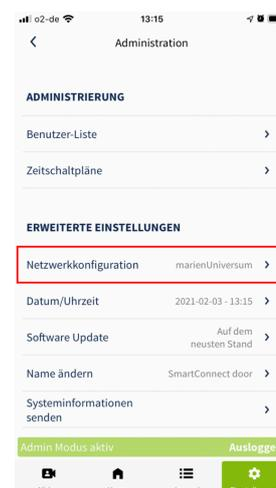 o2-de
13:15
Administration
ADMINISTRIERUNG
Benutzer-Liste
Zeitschaltpläne
ERWEITERTE EINSTELLUNGEN
Netzwerkkonfiguration marienUniversum
Datum/Uhrzeit 2021-02-03 - 13:15
Software Update Auf dem
neusten Stand
Name ändern SmartConnect door
Systeminformationen
senden
Admin Modus aktiv Auslogge